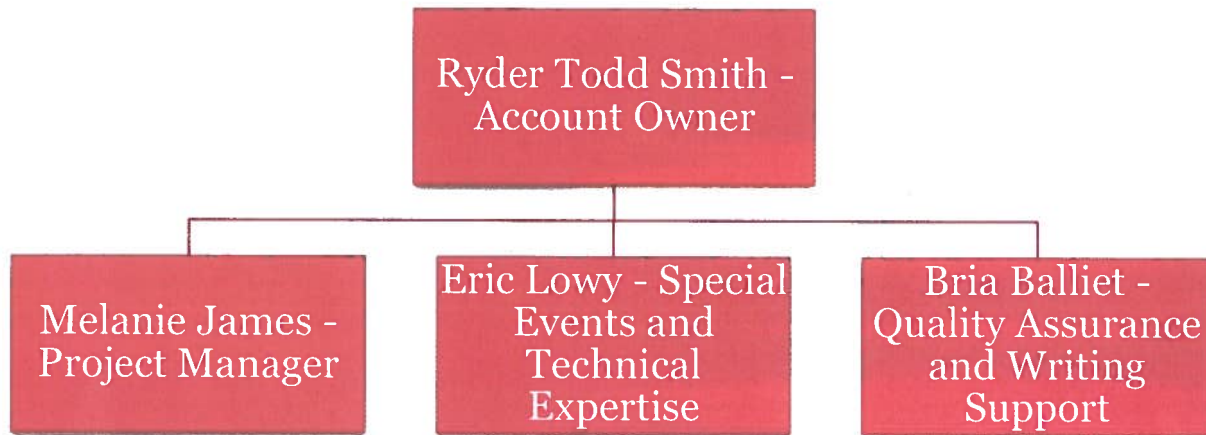 Ryder Todd Smith -
Account Owner
Melanie James -
Project Manager
Eric Lowy - Special
Events and
Technical
Expertise
Bria Balliet -
Quality Assurance
and Writing
Support